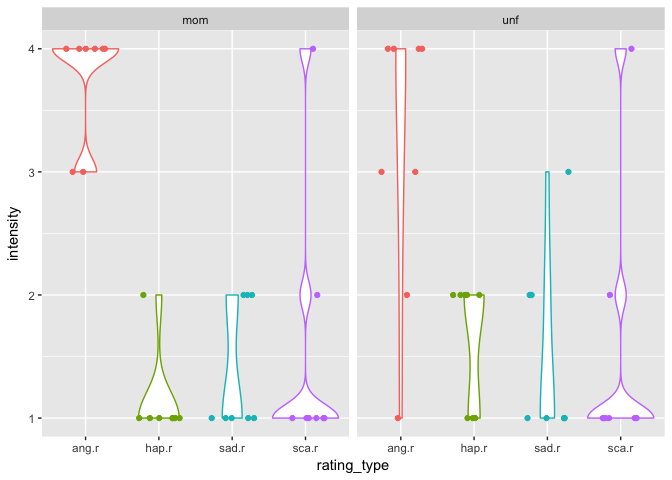 mom unf
intensity
4
3
2
1
ang.r hap.r sad.r sca.r ang.r hap.r sad.r sca.r
rating_type